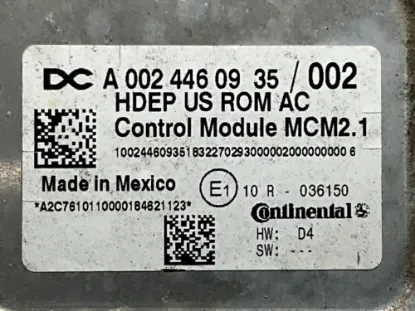 DC A 002 446 09 35 / 002
HDEP US ROM AC
Control Module MCM2.1
10024460935183227029300000200000000006
Made in Mexico E1 10 R - 036150
*A2C7610110000184621123* Continental
HW: D4
SW: ---